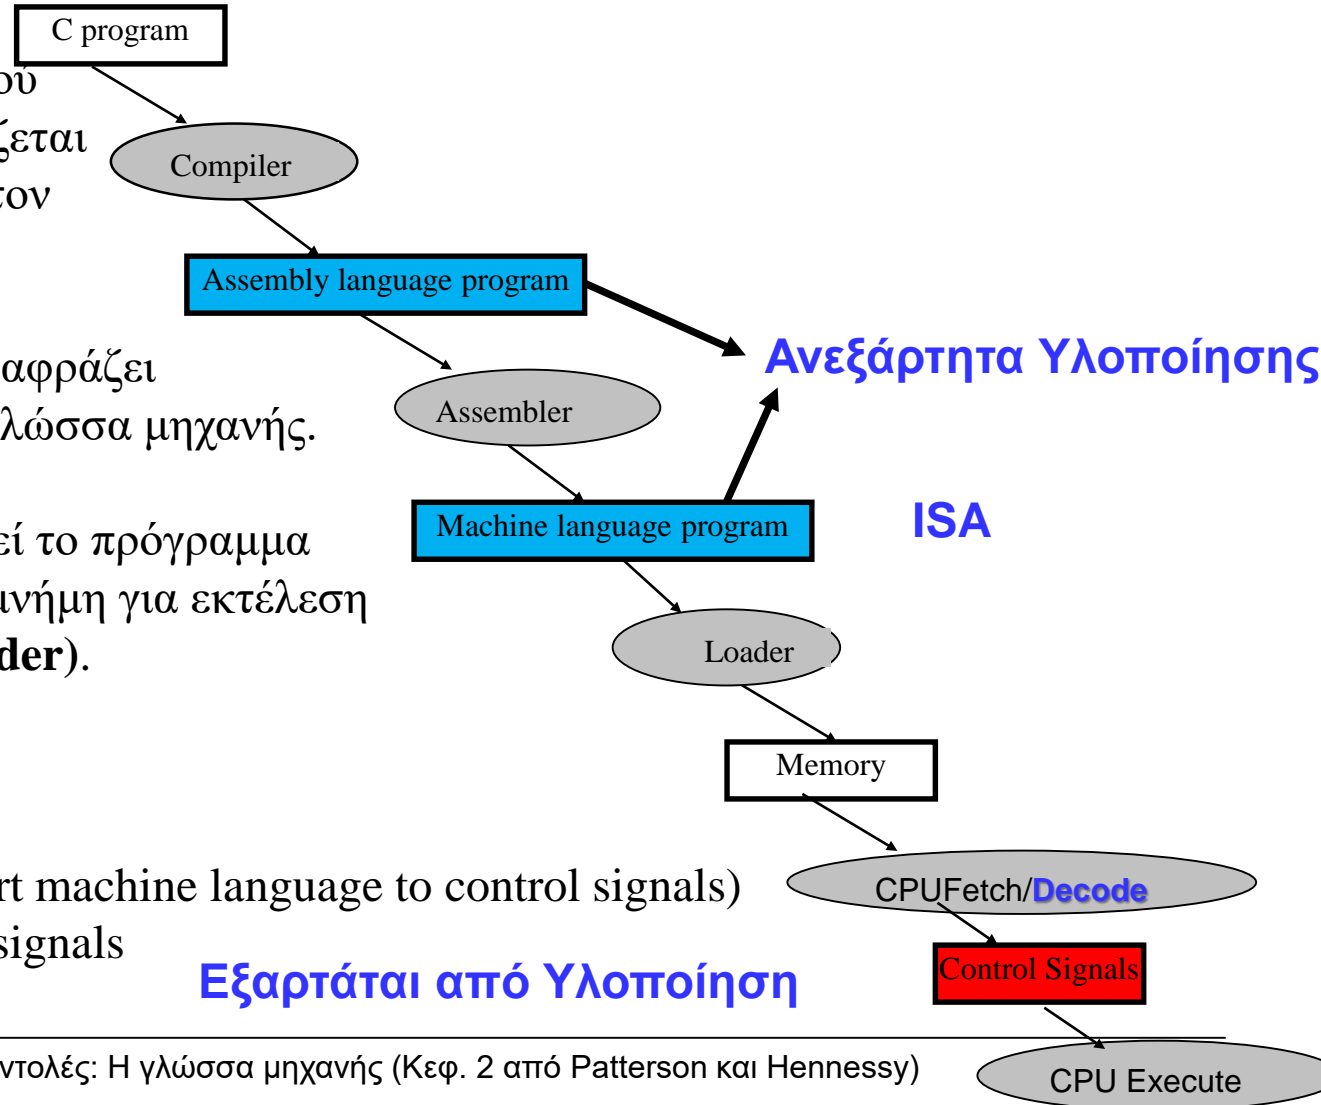 C program
ού
ζεται
Compiler
τον
Assembly language program
Ανεξάρτητα Υλοποίησης
αφράζει
Assembler
λώσσα μηχανής.
Machine language program
ISA
εί το πρόγραμμα
μνήμη για εκτέλεση
Loader
der).
Memory
rt machine language to control signals)
CPUFetch/Decode
signals
Control Signals
Εξαρτάται από Υλοποίηση
ντολές: Η γλώσσα μηχανής (Κεφ. 2 από Patterson και Hennessy)
CPU Execute